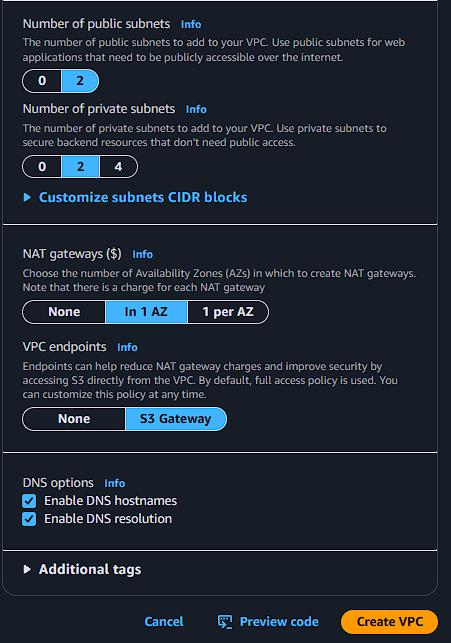 Number of public subnets Info
The number of public subnets to add to your VPC. Use public subnets for web
applications that need to be publicly accessible over the internet.
0 2
Number of private subnets Info
The number of private subnets to add to your VPC. Use private subnets to
secure backend resources that don't need public access.
0 2 4
Customize subnets CIDR blocks
NAT gateways ($) Info
Choose the number of Availability Zones (AZs) in which to create NAT gateways.
Note that there is a charge for each NAT gateway
None In 1 AZ 1 per AZ
VPC endpoints Info
Endpoints can help reduce NAT gateway charges and improve security by
accessing S3 directly from the VPC. By default, full access policy is used. You
can customize this policy at any time.
None S3 Gateway
DNS options Info
Enable DNS hostnames
Enable DNS resolution
Additional tags
Cancel Preview code Create VPC